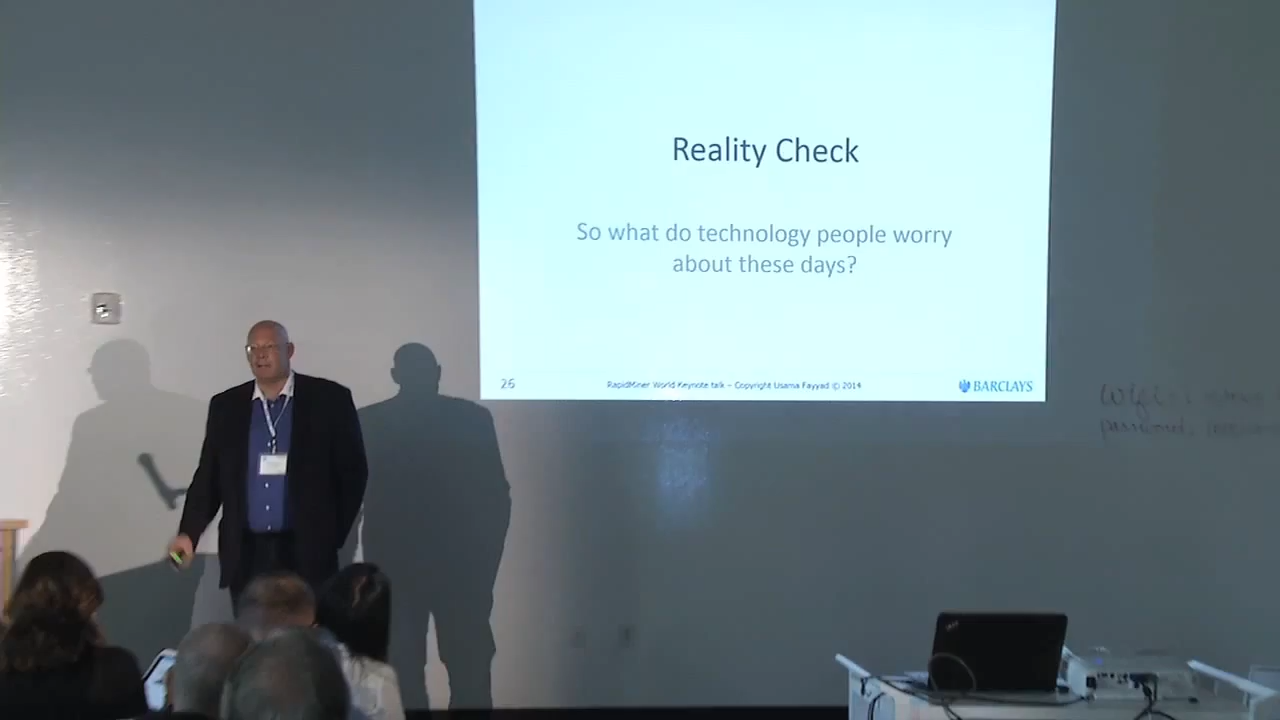 Reality Check
So what do technology people worry
about these days?
26
RapidMiner World Keynote talk – Copyright Usama Fayyad © 2014
BARCLAYS
password: